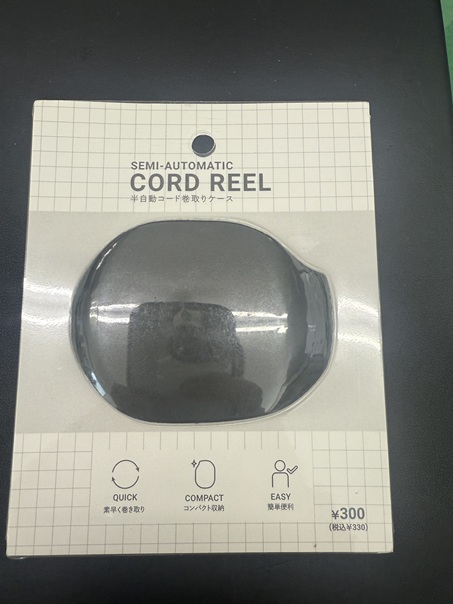 SEMI-AUTOMATIC
CORD REEL
半自動コード巻取りケース
QUICK
素早く巻き取り
COMPACT
コンパクト収納
EASY
簡単便利
¥300
(税込¥330)